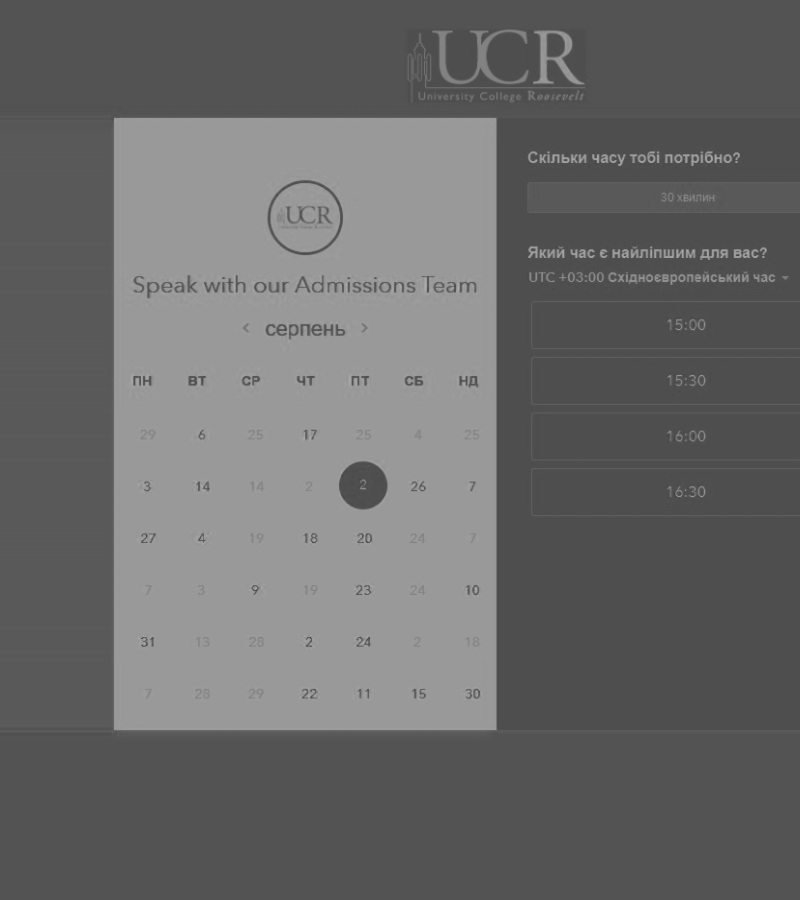 UCR
University College Roosevelt
UCR
Speak with our Admissions Team
серпень
ПН ВТ СР ЧТ ПТ СБ НД
29 6 25 17 25 4 25
3 14 14 2 2 26 7
27 4 19 18 20 24 7
7 3 9 19 23 24 10
31 13 28 2 24 2 18
7 28 29 22 11 15 30
Скільки часу тобі потрібно?
30 хвилин
Який час є найліпшим для вас?
UTC +03:00 Східноєвропейський час
15:00
15:30
16:00
16:30